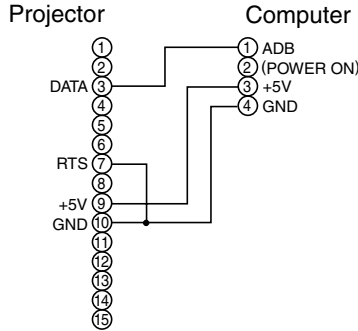 Projector Computer
1 1 ADB
2 2 (POWER ON)
DATA 3 3 +5V
4 4 GND
5
6
RTS 7
8
+5V 9
GND 10
11
12
13
14
15